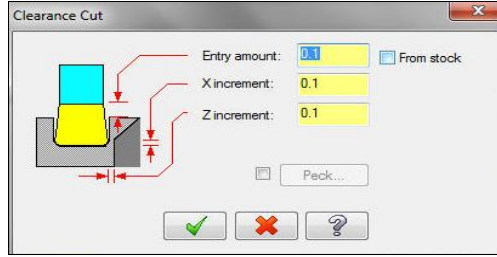 Clearance Cut
Entry amount: 0.1 From stock
X increment: 0.1
Z increment: 0.1
Peck...